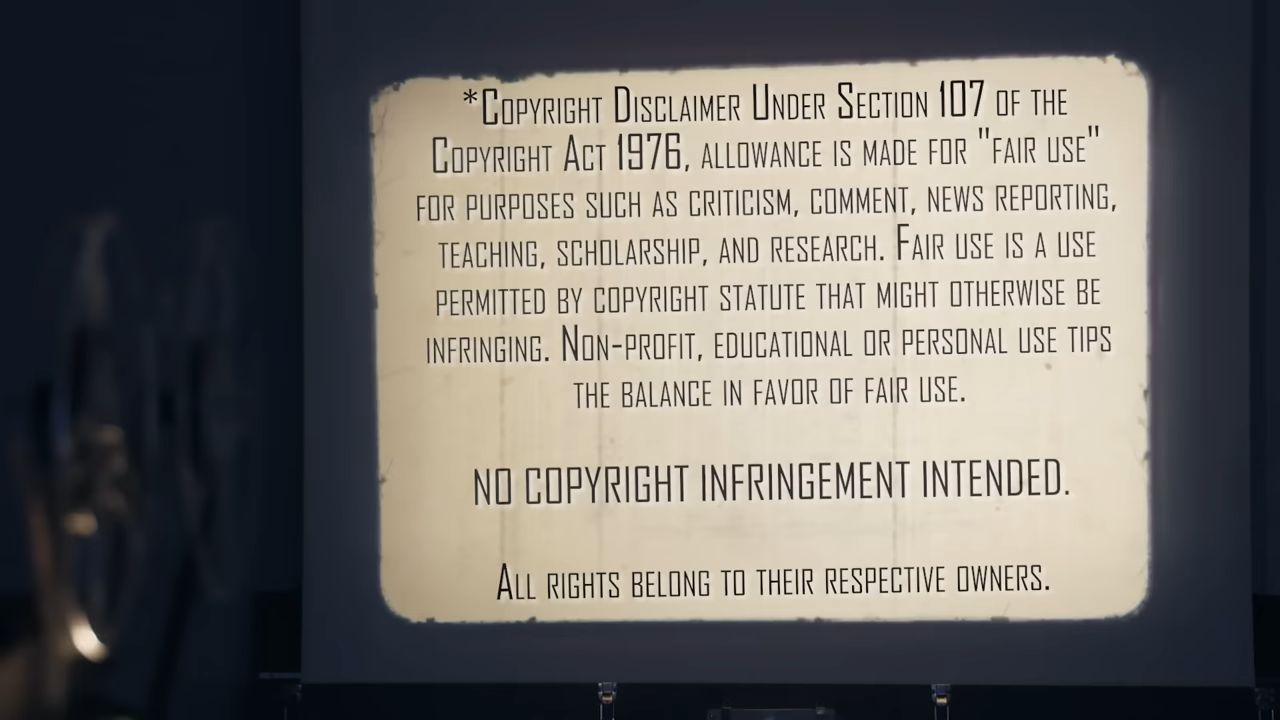 *Copyright Disclaimer Under Section 107 of the
Copyright Act 1976, allowance is made for "fair use"
for purposes such as criticism, comment, news reporting,
teaching, scholarship, and research. Fair use is a use
permitted by copyright statute that might otherwise be
infringing. Non-profit, educational or personal use tips
the balance in favor of fair use.
NO COPYRIGHT INFRINGEMENT INTENDED.
All rights belong to their respective owners.